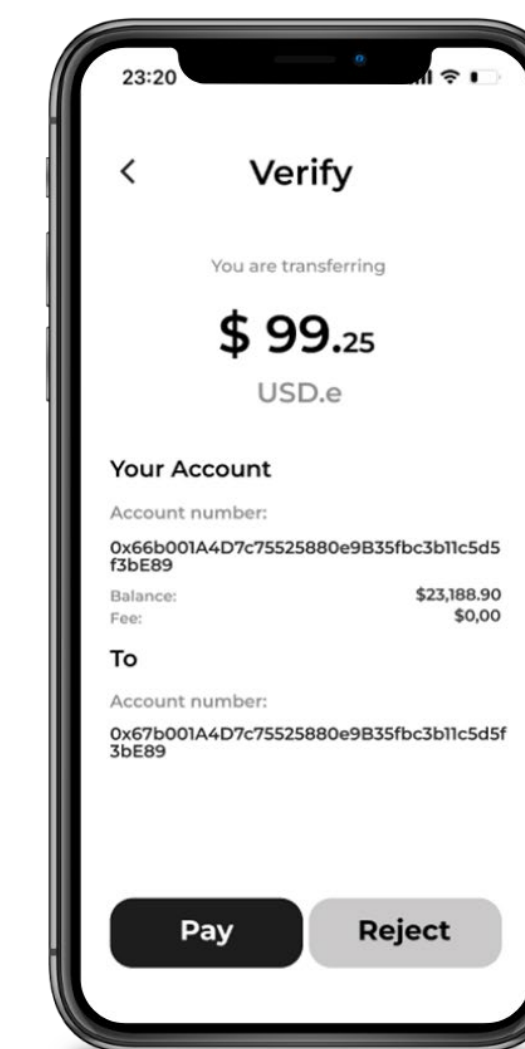 23:20
Verify
You are transferring
$ 99.25
USD.e
Your Account
Account number:
0x66b001A4D7c75525880e9B35fbc3b11c5d5
f3bE89
Balance: $23,188.90
Fee: $0,00
To
Account number:
0x67b001A4D7c75525880e9B35fbc3b11c5d5f
3bE89
Pay Reject